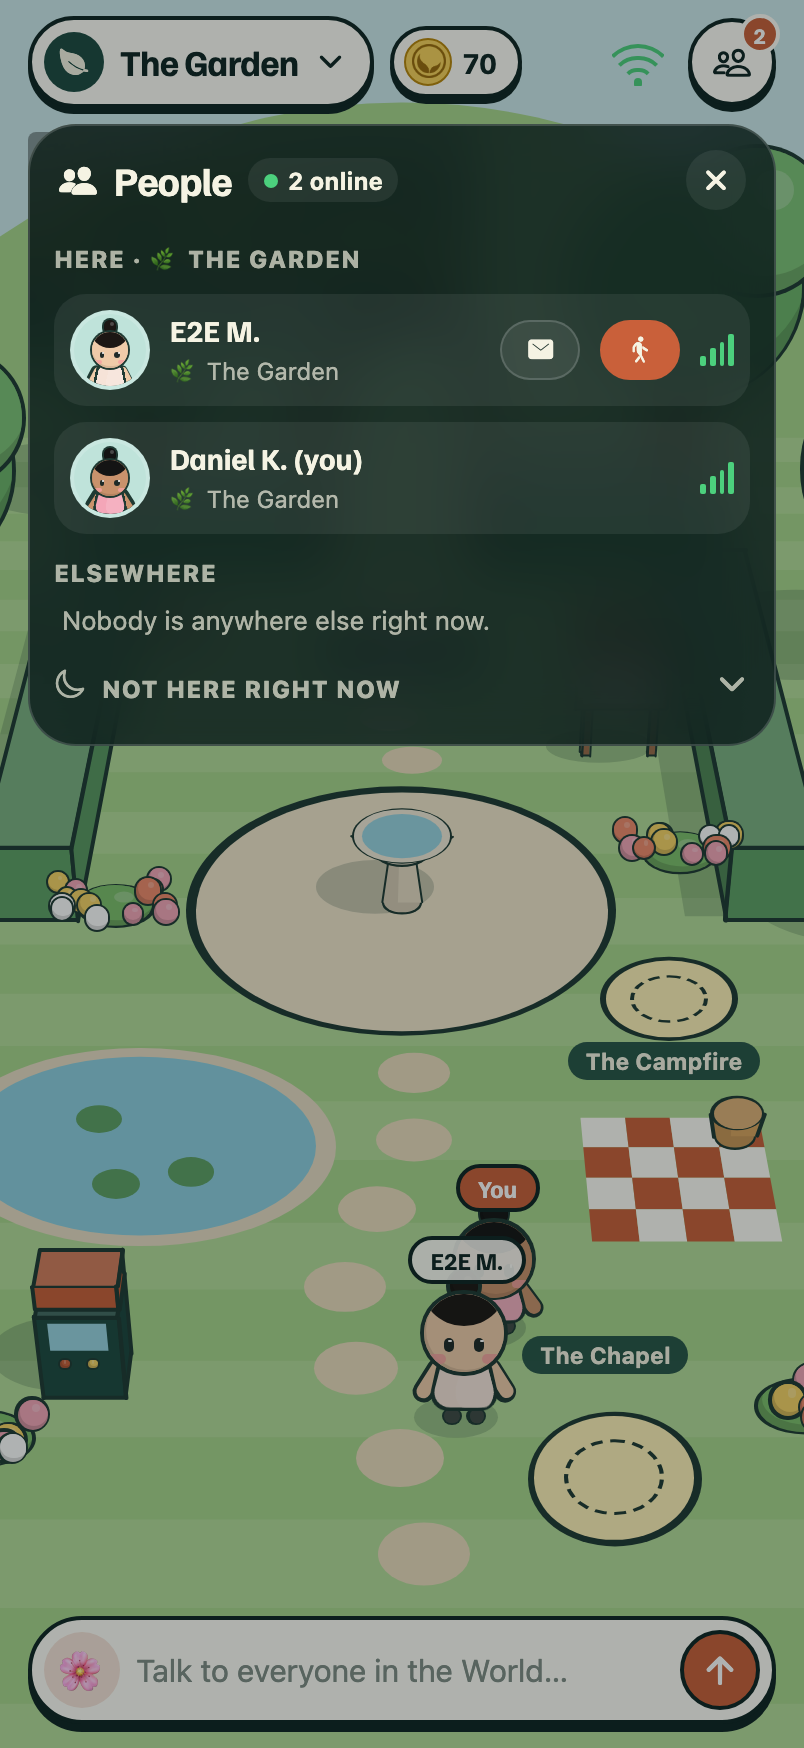 The Garden
70
2
People
2 online
HERE · THE GARDEN
E2E M.
The Garden
Daniel K. (you)
The Garden
ELSEWHERE
Nobody is anywhere else right now.
NOT HERE RIGHT NOW
The Campfire
You
E2E M.
The Chapel
Talk to everyone in the World...